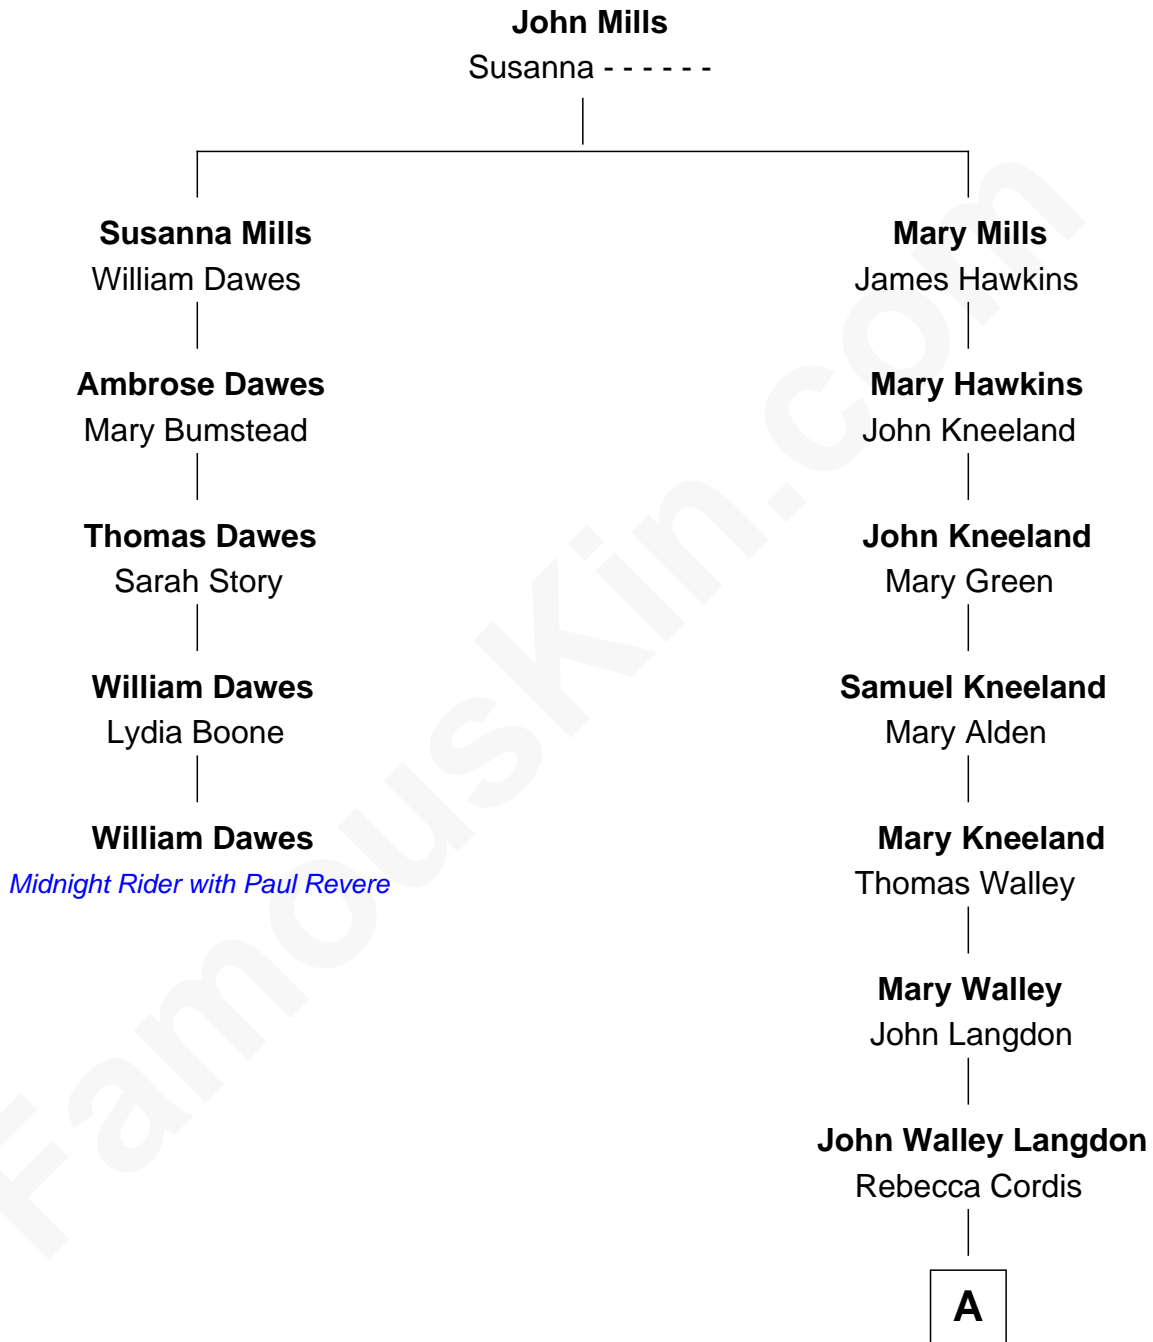 John Mills
Susanna - - - - - -
Susanna Mills
William Dawes
Mary Mills
James Hawkins
Ambrose Dawes
Mary Bumstead
Mary Hawkins
John Kneeland
Thomas Dawes
Sarah Story
John Kneeland
Mary Green
William Dawes
Lydia Boone
Samuel Kneeland
Mary Alden
William Dawes
Midnight Rider with Paul Revere
Mary Kneeland
Thomas Walley
Mary Walley
John Langdon
John Walley Langdon
Rebecca Cordis
A
FamousKin.com